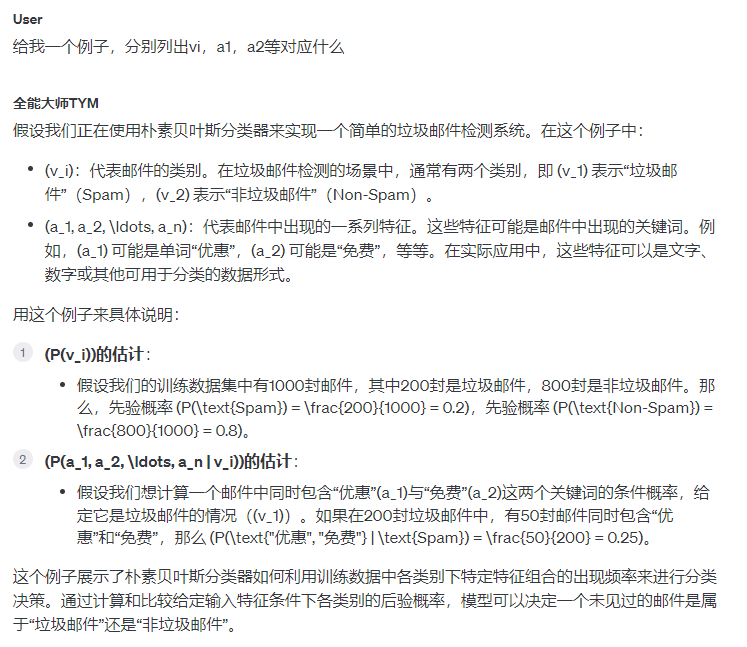 User
给我一个例子，分别列出vi，a1，a2等对应什么
全能大师TYM
假设我们正在使用朴素贝叶斯分类器来实现一个简单的垃圾邮件检测系统。在这个例子中：
(v_i)：代表邮件的类别。在垃圾邮件检测的场景中，通常有两个类别，即 (v_1) 表示“垃圾邮
件”（Spam），(v_2) 表示“非垃圾邮件”（Non-Spam）。
(a_1, a_2, \ldots, a_n)：代表邮件中出现的一系列特征。这些特征可能是邮件中出现的关键词。例
如，(a_1) 可能是单词“优惠”，(a_2) 可能是“免费”，等等。在实际应用中，这些特征可以是文字、
数字或其他可用于分类的数据形式。
用这个例子来具体说明：
1 (P(v_i))的估计：
假设我们的训练数据集中有1000封邮件，其中200封是垃圾邮件，800封是非垃圾邮件。那
么，先验概率 (P(\text{Spam}) = \frac{200}{1000} = 0.2)，先验概率 (P(\text{Non-Spam}) =
\frac{800}{1000} = 0.8)。
2 (P(a_1, a_2, \ldots, a_n | v_i))的估计：
假设我们想计算一个邮件中同时包含“优惠”(a_1)与“免费”(a_2)这两个关键词的条件概率，给
定它是垃圾邮件的情况（(v_1)）。如果在200封垃圾邮件中，有50封邮件同时包含“优
惠”和“免费”，那么 (P(\text{"优惠", "免费"} | \text{Spam}) = \frac{50}{200} = 0.25)。
这个例子展示了朴素贝叶斯分类器如何利用训练数据中各类别下特定特征组合的出现频率来进行分类
决策。通过计算和比较给定输入特征条件下各类别的后验概率，模型可以决定一个未见过的邮件是属
于“垃圾邮件”还是“非垃圾邮件”。